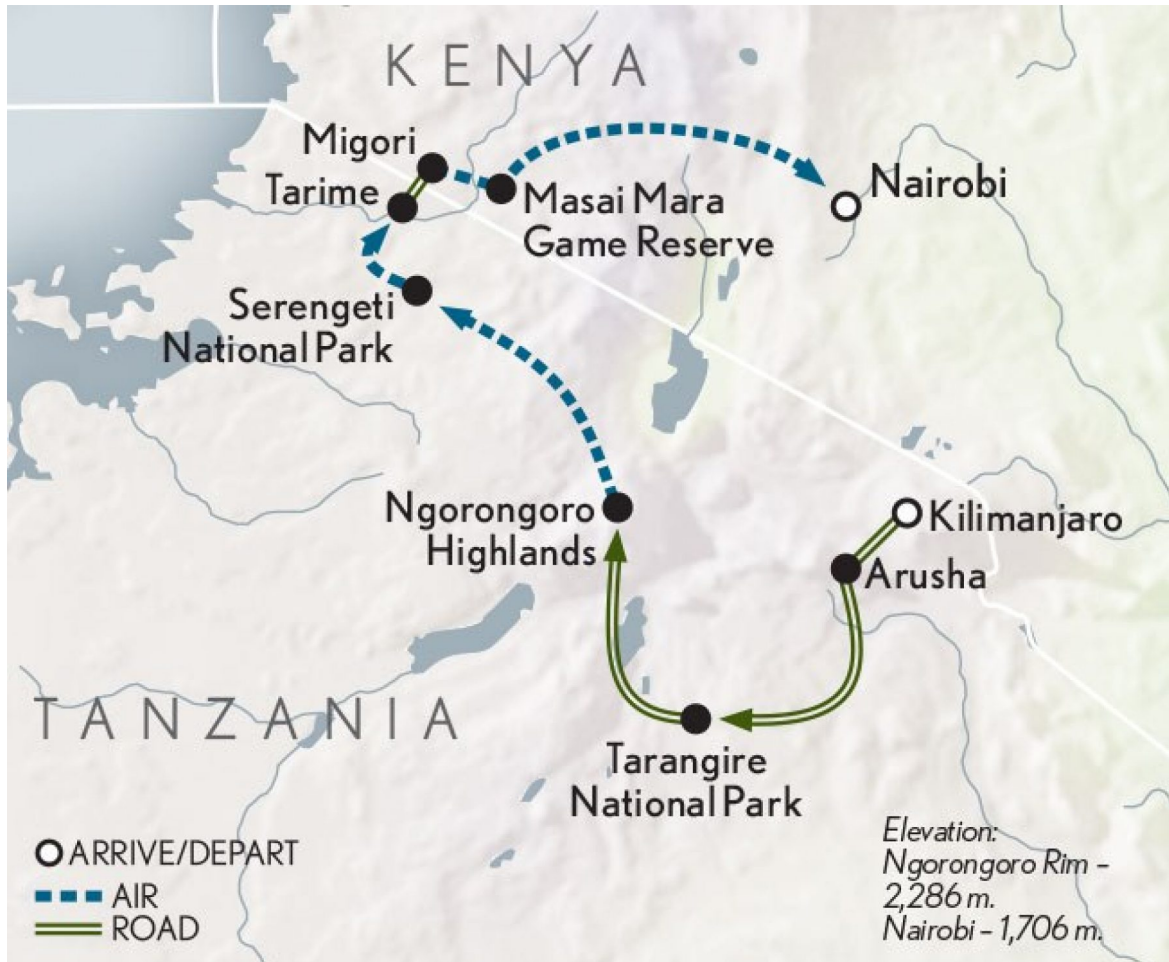 KENYA
Migori
Tarime
Masai Mara
Game Reserve
Nairobi
Serengeti
National Park
Ngorongoro
Highlands
Kilimanjaro
Arusha
TANZANIA
Tarangire
National Park
ARRIVE/DEPART
AIR
ROAD
Elevation:
Ngorongoro Rim –
2,286 m.
Nairobi – 1,706 m.